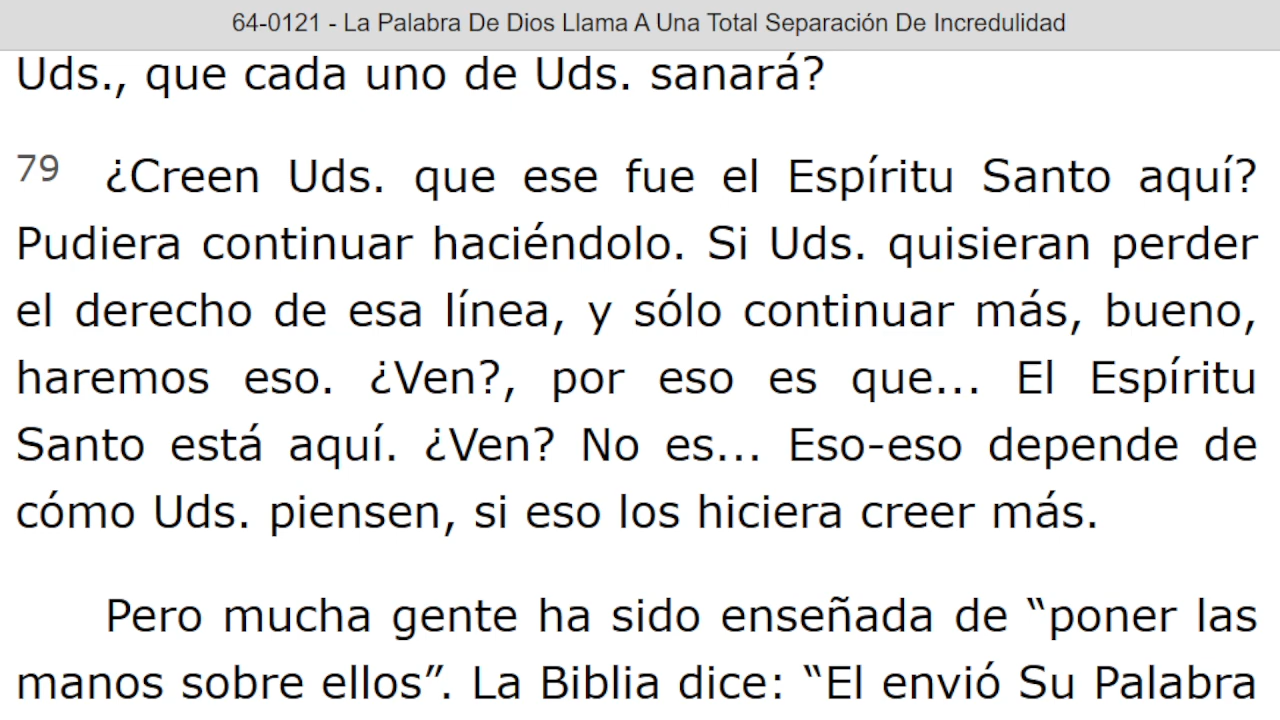 64-0121 - La Palabra De Dios Llama A Una Total Separación De Incredulidad
Uds., que cada uno de Uds. sanará?
79 ¿Creen Uds. que ese fue el Espíritu Santo aquí?
Pudiera continuar haciéndolo. Si Uds. quisieran perder
el derecho de esa línea, y sólo continuar más, bueno,
haremos eso. ¿Ven?, por eso es que... El Espíritu
Santo está aquí. ¿Ven? No es... Eso-eso depende de
cómo Uds. piensen, si eso los hiciera creer más.
Pero mucha gente ha sido enseñada de “poner las
manos sobre ellos”. La Biblia dice: “El envió Su Palabra